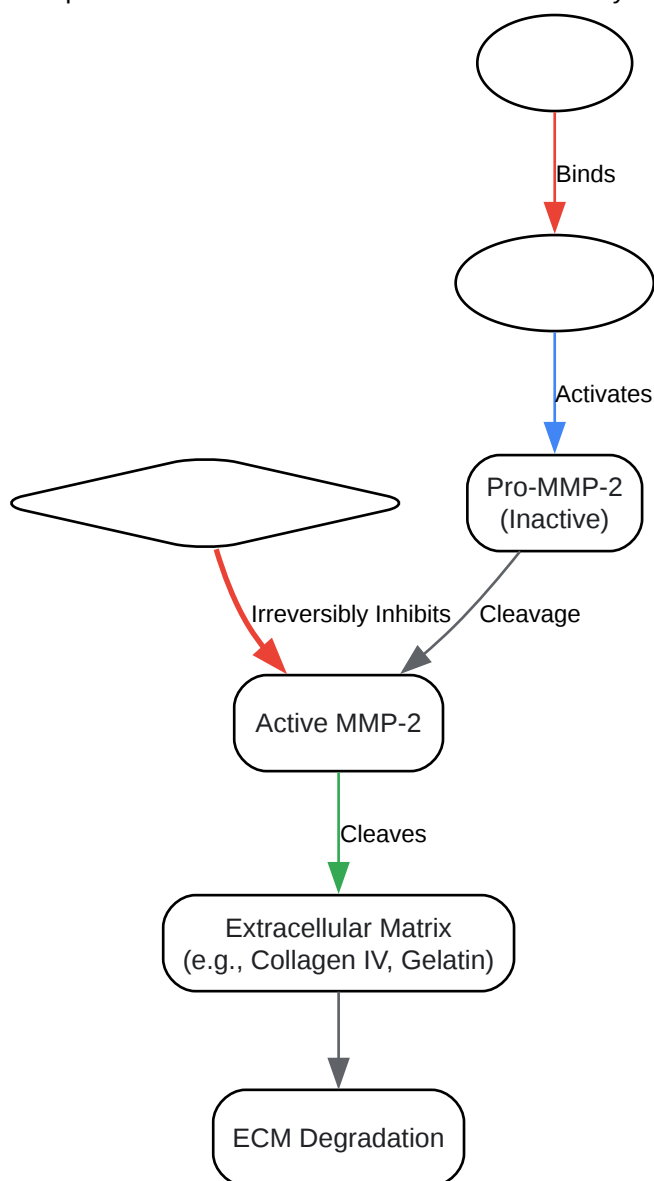 Binds
Activates
Pro-MMP-2
(Inactive)
Irreversibly Inhibits
Cleavage
Active MMP-2
Cleaves
Extracellular Matrix
(e.g., Collagen IV, Gelatin)
ECM Degradation